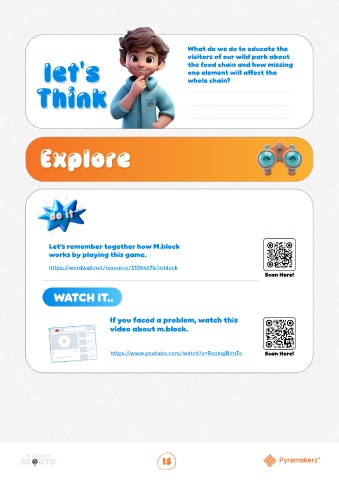 let's
Think
What do we do to educate the
visitors of our wild park about
the food chain and how missing
one element will affect the
whole chain?
Explore
do it
Let's remember together how M.block
works by playing this game.
https://wordwall.net/resource/33364074/mblock
Scan Here!
WATCH IT..
If you faced a problem, watch this
video about m.block.
Scan Here!
STEAM
SCOUTS
15
Pyramakerz